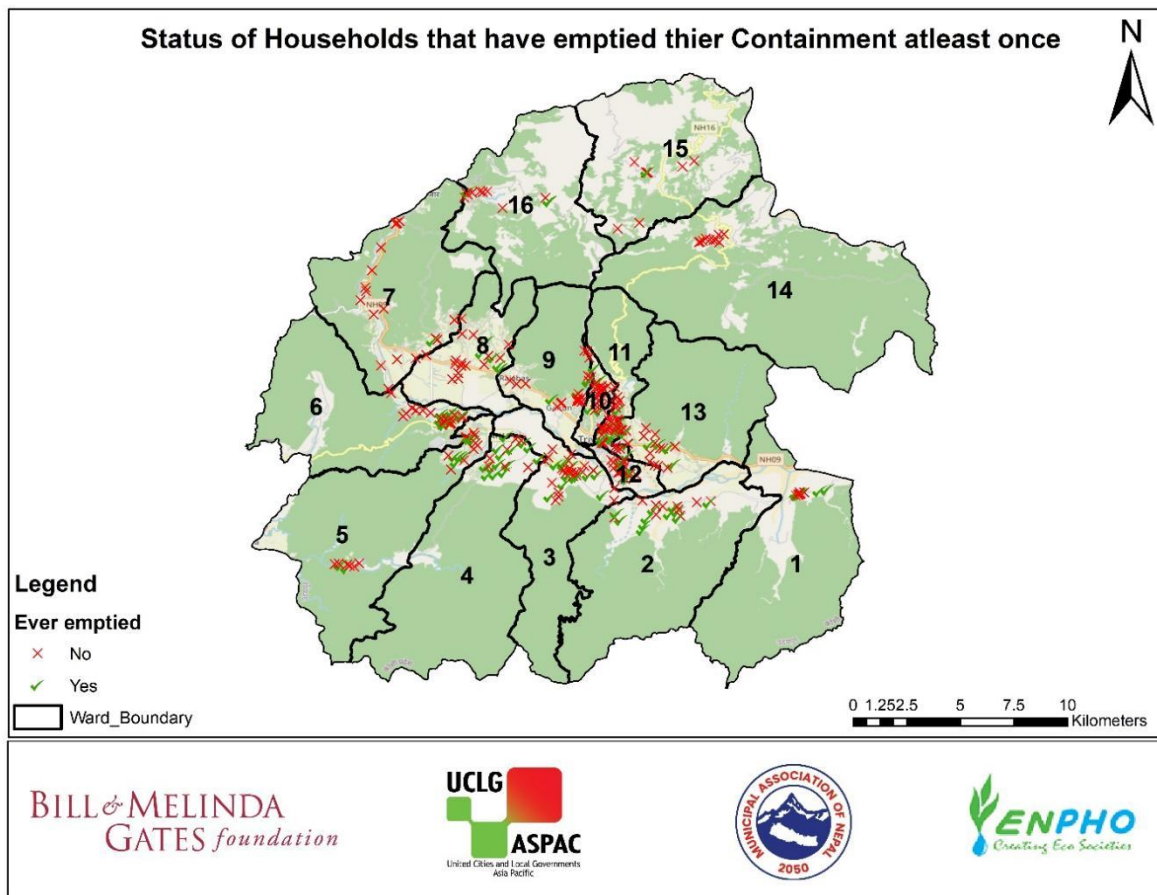 Status of Households that have emptied thier Containment atleast once
N
NH16
15
16
14
7
8
9
11
10
6
13
NH09
12
5
4
3
2
1
Legend
Ever emptied
No
Yes
Ward_Boundary
0 1.25 2.5 5 7.5 10
Kilometers
BILL & MELINDA
GATES foundation
UCLG
ASPAC
United Cities and Local Governments
Asia Pacific
MUNICIPAL ASSOCIATION OF NEPAL
2050
ENPHO
Creating Eco Societies